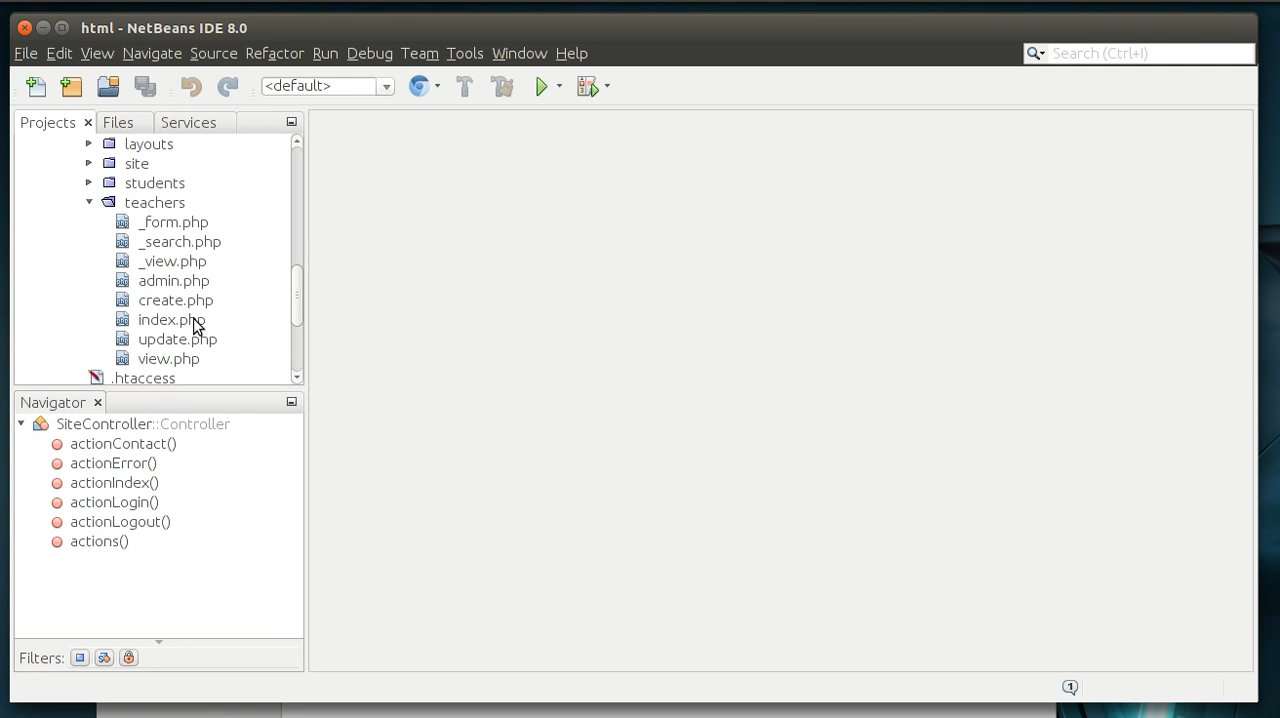 html - NetBeans IDE 8.0
File Edit View Navigate Source Refactor Run Debug Team Tools Window Help
Search (Ctrl+I)
<default>
Projects Files Services
layouts
site
students
teachers
_form.php
_search.php
_view.php
admin.php
create.php
index.php
update.php
view.php
.htaccess
Navigator
SiteController::Controller
actionContact()
actionError()
actionIndex()
actionLogin()
actionLogout()
actions()
Filters:
1